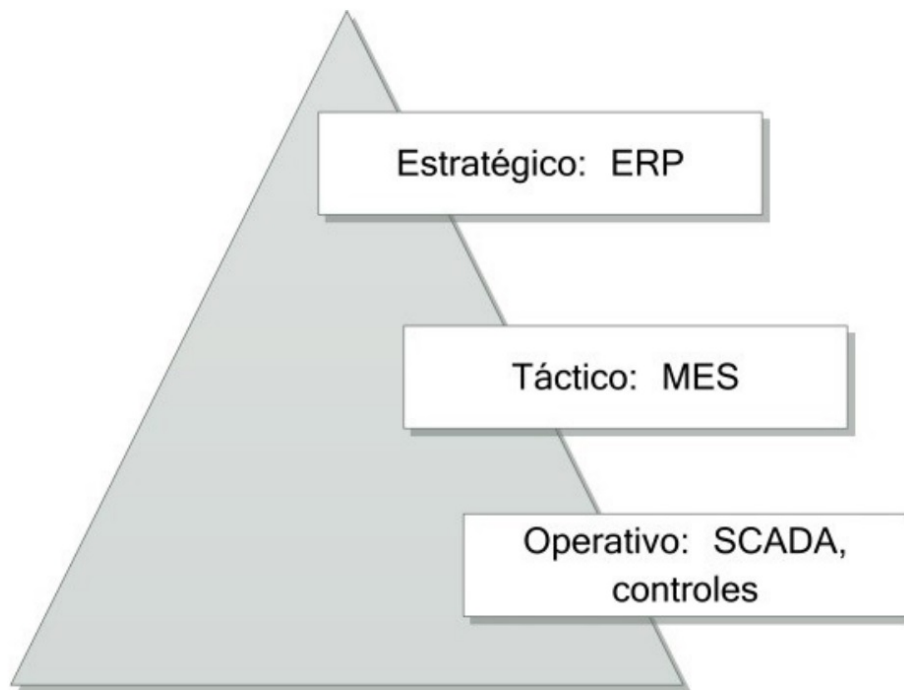 Estratégico: ERP
Táctico: MES
Operativo: SCADA,
controles